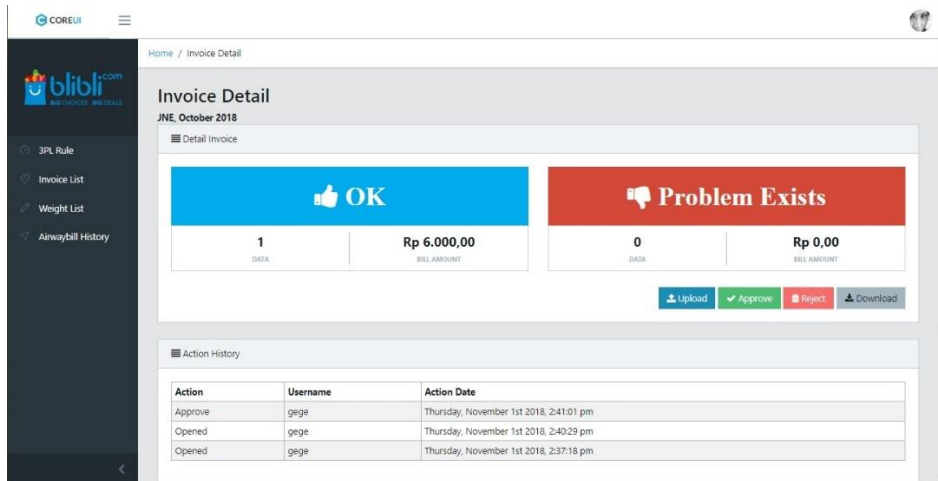 COREUI
Home / Invoice Detail
blibli.com
BIG CHOICES BIG DEALS
3PL Rule
Invoice List
Weight List
Airwaybill History
Invoice Detail
JNE, October 2018
Detail Invoice
OK
1
DATA
Rp 6.000,00
BILL AMOUNT
Problem Exists
0
DATA
Rp 0,00
BILL AMOUNT
Upload Approve Reject Download
Action History
Action Username Action Date
Approve gege Thursday, November 1st 2018, 2:41:01 pm
Opened gege Thursday, November 1st 2018, 2:40:29 pm
Opened gege Thursday, November 1st 2018, 2:37:18 pm